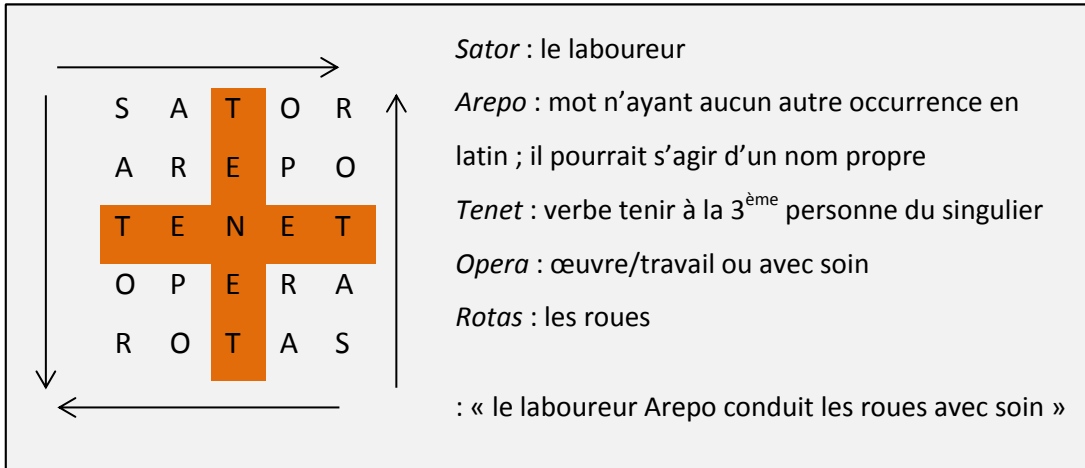 S A T O R
A R E P O
T E N E T
O P E R A
R O T A S
Sator : le laboureur
Arepo : mot n’ayant aucun autre occurrence en
latin ; il pourrait s’agir d’un nom propre
Tenet : verbe tenir à la 3ème personne du singulier
Opera : œuvre/travail ou avec soin
Rotas : les roues
: « le laboureur Arepo conduit les roues avec soin »